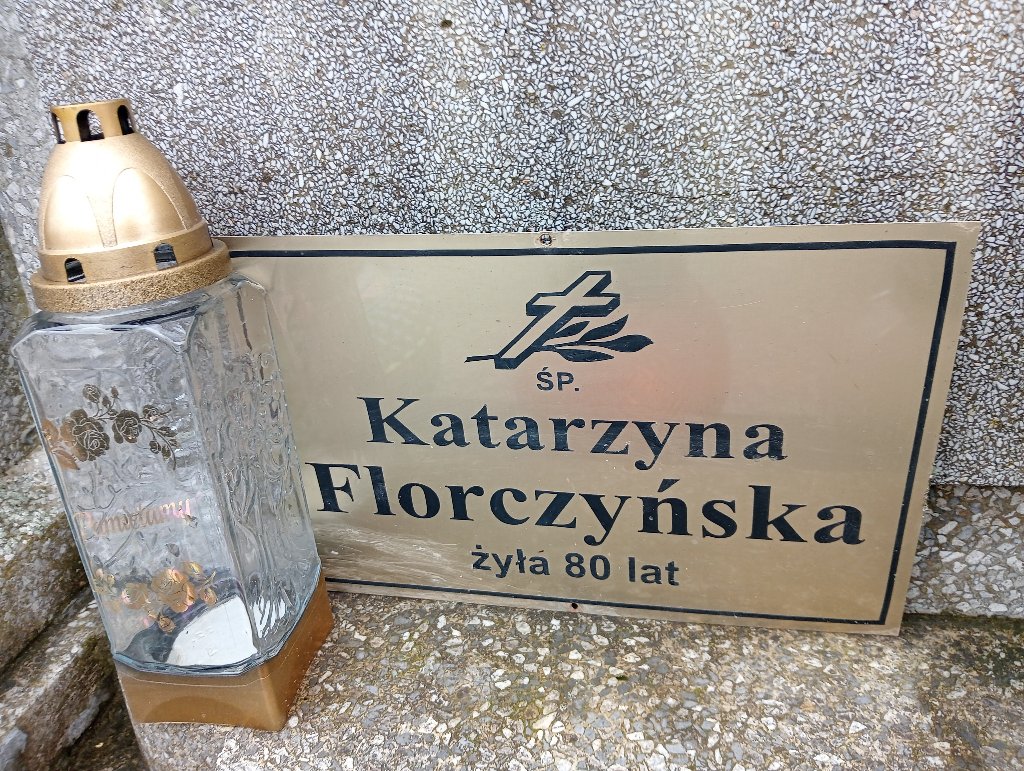 ŚP.
Katarzyna
Florczyńska
żyła 80 lat
Pamiętamy